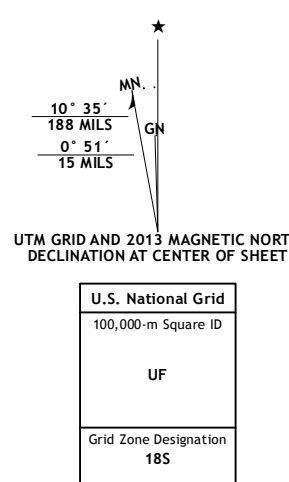 ★
MN
GN
10° 35´
188 MILS
0° 51´
15 MILS
UTM GRID AND 2013 MAGNETIC NORT
DECLINATION AT CENTER OF SHEET
U.S. National Grid
100,000-m Square ID
UF
Grid Zone Designation
18S